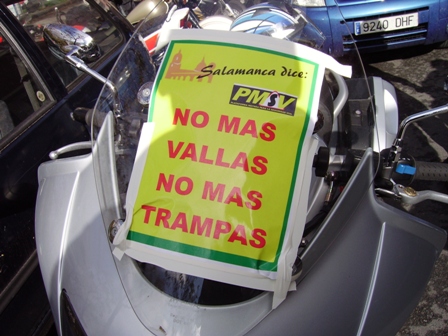 Salamanca dice:
PMSV
NO MAS
VALLAS
NO MAS
TRAMPAS
9240 DHF